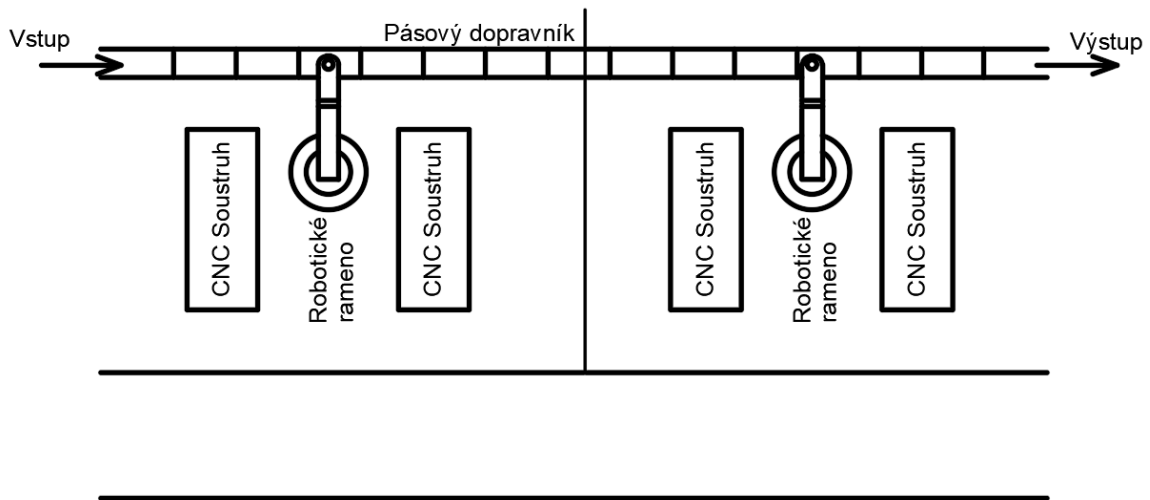 Vstup
Pásový dopravník
Výstup
CNC Soustruh
Robotické
rameno
CNC Soustruh
CNC Soustruh
Robotické
rameno
CNC Soustruh